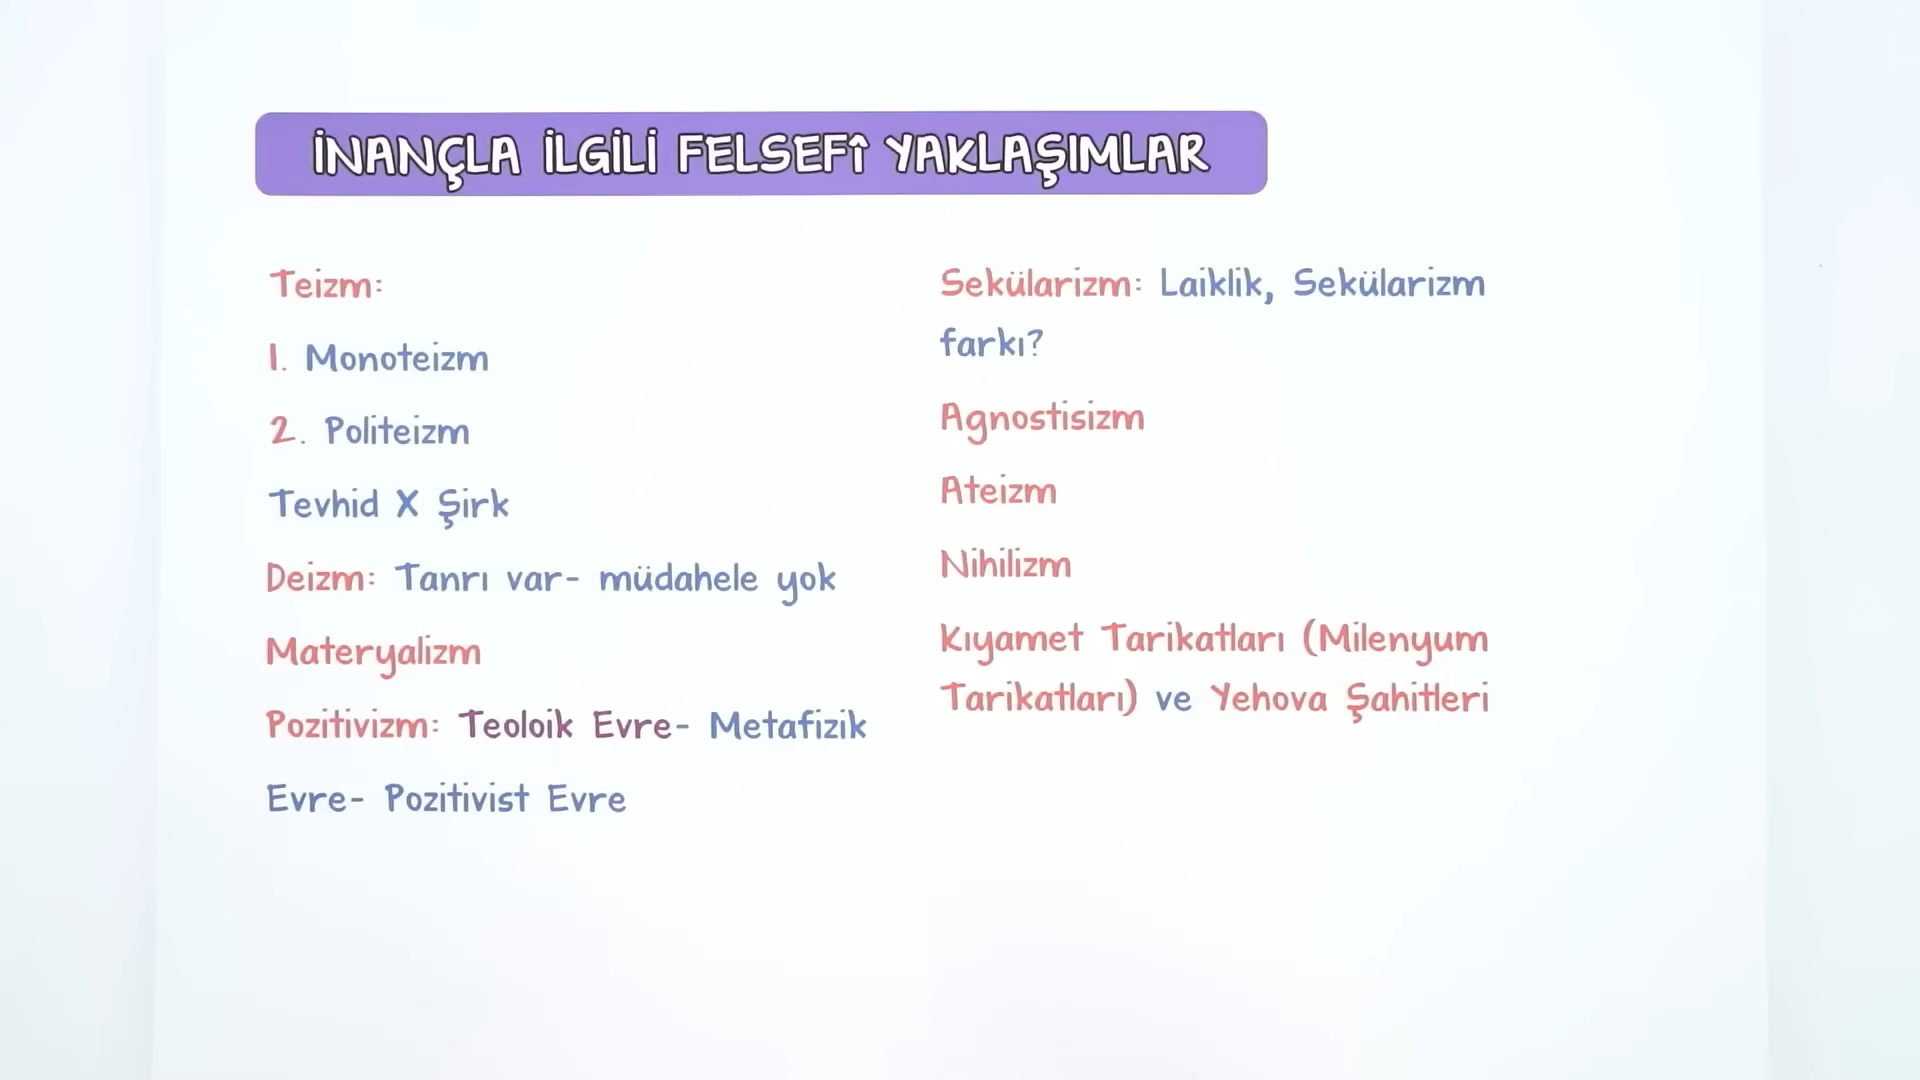 İNANÇLA İLGİLİ FELSEFÎ YAKLAŞIMLAR
Teizm:
1. Monoteizm
2. Politeizm
Tevhid X Şirk
Deizm: Tanrı var- müdahele yok
Materyalizm
Pozitivizm: Teoloik Evre- Metafizik
Evre- Pozitivist Evre
Sekülarizm: Laiklik, Sekülarizm
farkı?
Agnostisizm
Ateizm
Nihilizm
Kıyamet Tarikatları (Milenyum
Tarikatları) ve Yehova Şahitleri